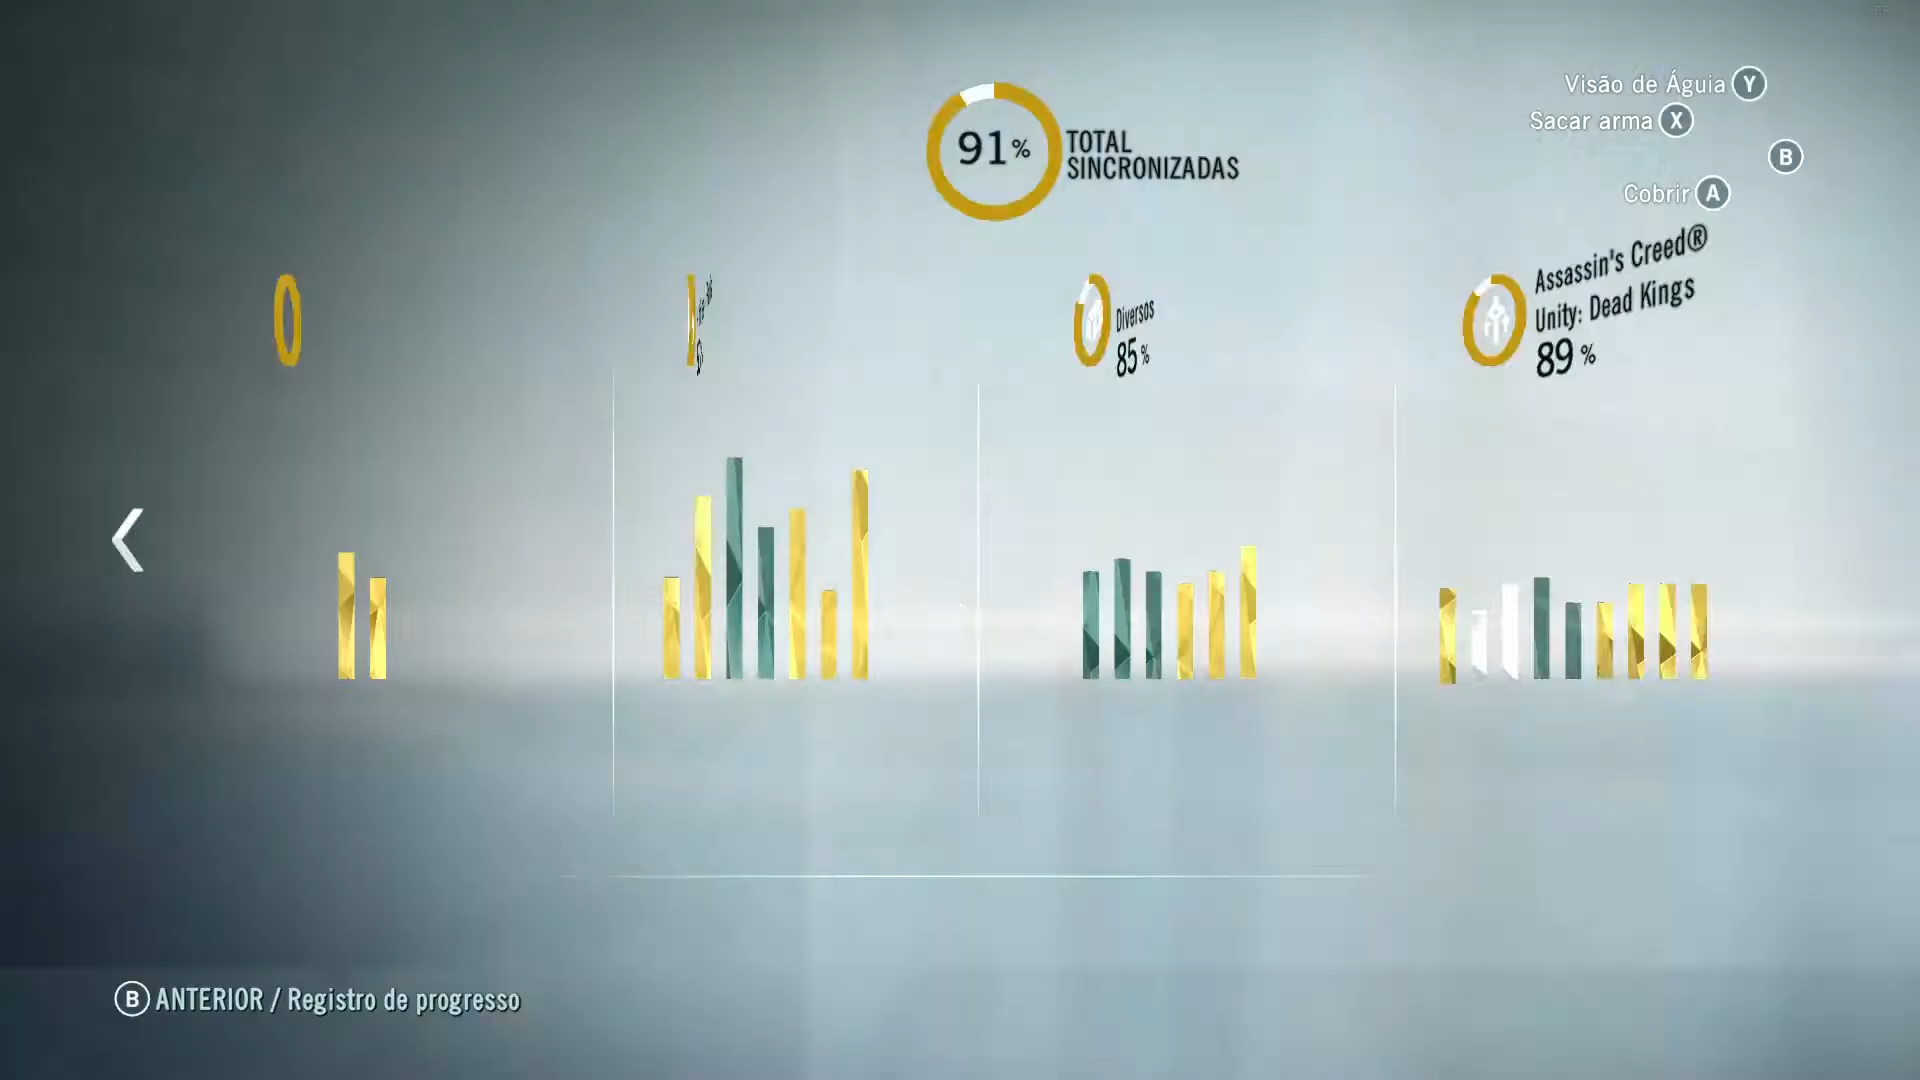 91%
TOTAL
SINCRONIZADAS
Visão de Águia Y
Sacar arma X
B
Cobrir A
Diversos
85%
Assassin's Creed®
Unity: Dead Kings
89%
B ANTERIOR / Registro de progresso